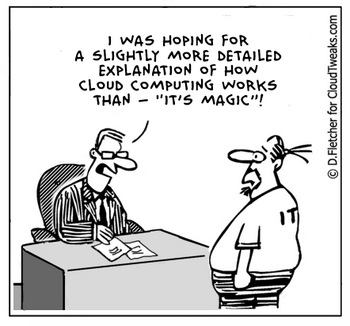 I WAS HOPING FOR
A SLIGHTLY MORE DETAILED
EXPLANATION OF HOW
CLOUD COMPUTING WORKS
THAN – "IT'S MAGIC"!
IT
© D.Fletcher for CloudTweaks.com